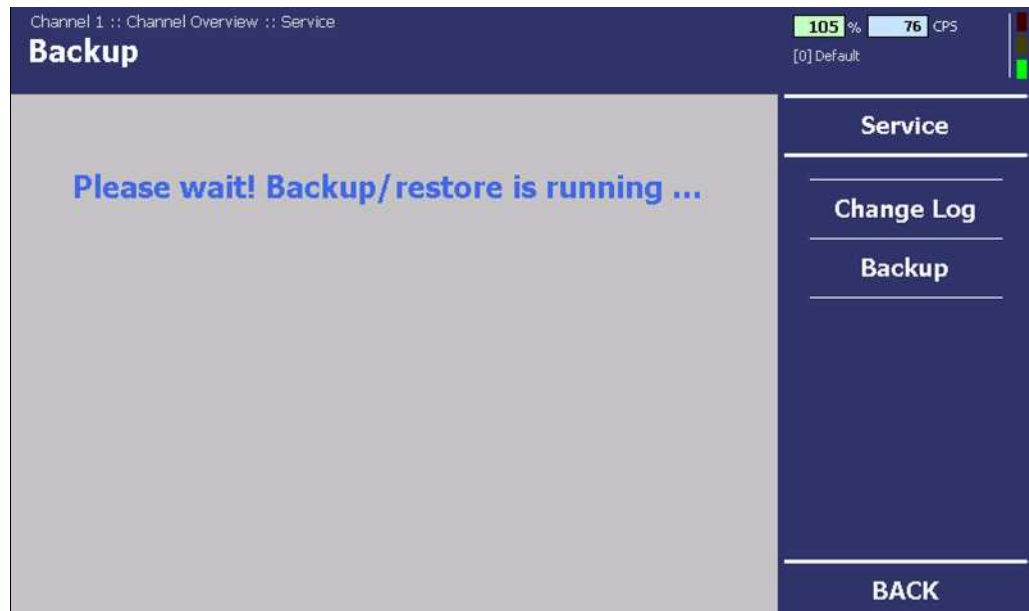 Channel 1 :: Channel Overview :: Service
Backup
105 % 76 CPS
[0] Default
Please wait! Backup/restore is running ...
Service
Change Log
Backup
BACK